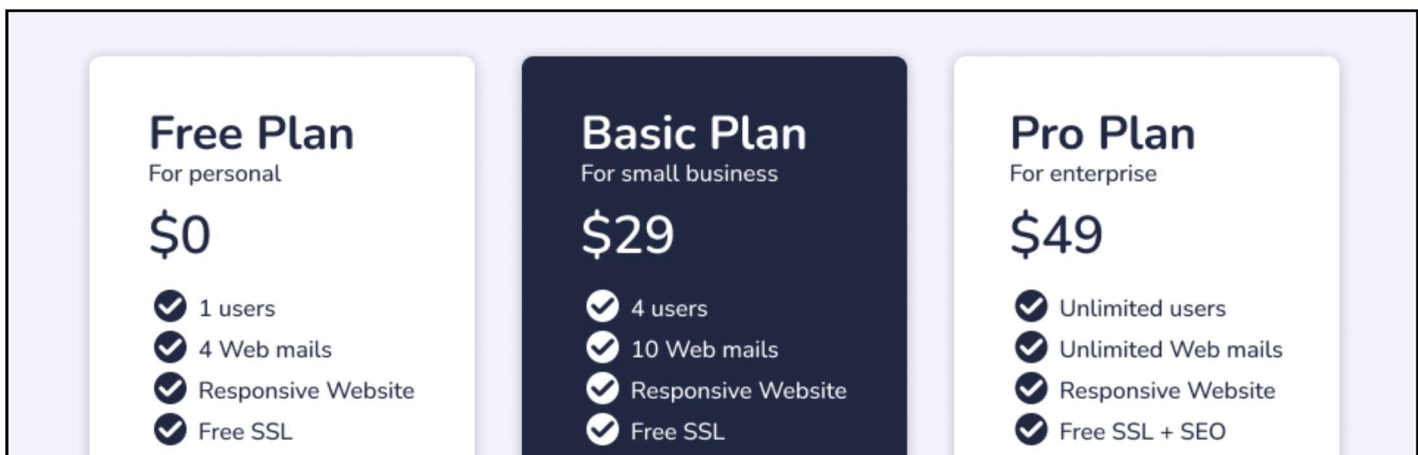 Free Plan
For personal
$0
1 users
4 Web mails
Responsive Website
Free SSL
Basic Plan
For small business
$29
4 users
10 Web mails
Responsive Website
Free SSL
Pro Plan
For enterprise
$49
Unlimited users
Unlimited Web mails
Responsive Website
Free SSL + SEO